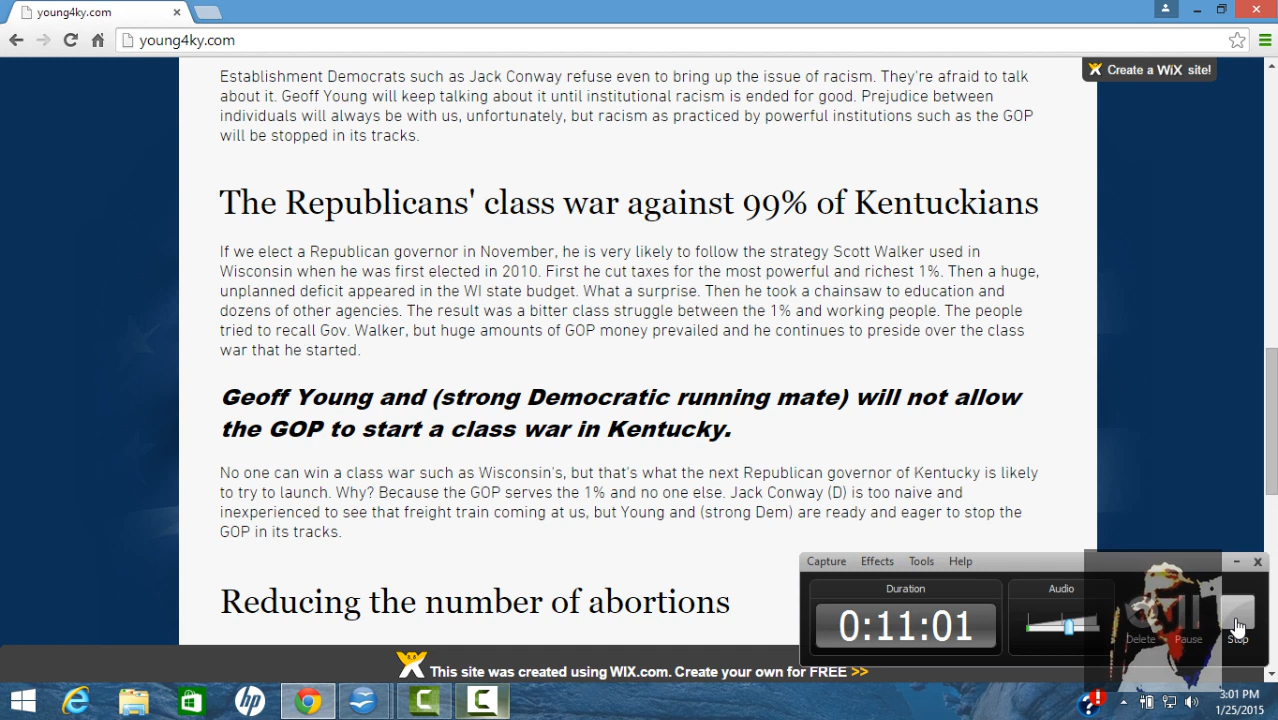 young4ky.com
young4ky.com
Create a WiX site!
Establishment Democrats such as Jack Conway refuse even to bring up the issue of racism. They're afraid to talk
about it. Geoff Young will keep talking about it until institutional racism is ended for good. Prejudice between
individuals will always be with us, unfortunately, but racism as practiced by powerful institutions such as the GOP
will be stopped in its tracks.
The Republicans' class war against 99% of Kentuckians
If we elect a Republican governor in November, he is very likely to follow the strategy Scott Walker used in
Wisconsin when he was first elected in 2010. First he cut taxes for the most powerful and richest 1%. Then a huge,
unplanned deficit appeared in the WI state budget. What a surprise. Then he took a chainsaw to education and
dozens of other agencies. The result was a bitter class struggle between the 1% and working people. The people
tried to recall Gov. Walker, but huge amounts of GOP money prevailed and he continues to preside over the class
war that he started.
Geoff Young and (strong Democratic running mate) will not allow
the GOP to start a class war in Kentucky.
No one can win a class war such as Wisconsin's, but that's what the next Republican governor of Kentucky is likely
to try to launch. Why? Because the GOP serves the 1% and no one else. Jack Conway (D) is too naive and
inexperienced to see that freight train coming at us, but Young and (strong Dem) are ready and eager to stop the
GOP in its tracks.
Reducing the number of abortions
Capture Effects Tools Help
Duration
Audio
0:11:01
Delete Pause Stop
This site was created using WIX.com. Create your own for FREE >>
hp
3:01 PM
1/25/2015